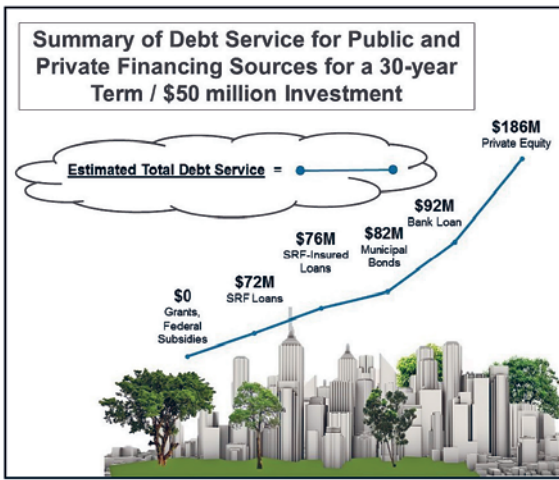 Summary of Debt Service for Public and
Private Financing Sources for a 30-year
Term / $50 million Investment
Estimated Total Debt Service =
$0
Grants,
Federal
Subsidies
$72M
SRF Loans
$76M
SRF-Insured
Loans
$82M
Municipal
Bonds
$92M
Bank Loan
$186M
Private Equity